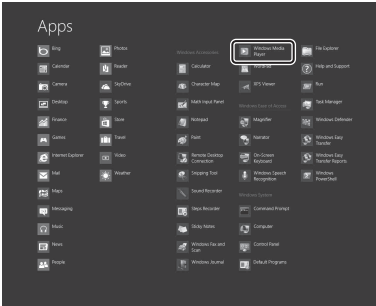 Apps
Bing
Calendar
Camera
Desktop
Finance
Games
Internet Explorer
Mail
Maps
Messaging
Music
News
People
Photos
Reader
SkyDrive
Sports
Store
Travel
Video
Weather
Windows Accessories
Calculator
Character Map
Math Input Panel
Notepad
Paint
Remote Desktop
Connection
Snipping Tool
Sound Recorder
Steps Recorder
Sticky Notes
Windows Fax and
Scan
Windows Journal
Windows Media
Player
WordPad
XPS Viewer
Windows Ease of Access
Magnifier
Narrator
On-Screen
Keyboard
Windows Speech
Recognition
Windows System
Command Prompt
Computer
Control Panel
Default Programs
File Explorer
Help and Support
Run
Task Manager
Windows Defender
Windows Easy
Transfer
Windows Easy
Transfer Reports
Windows
PowerShell